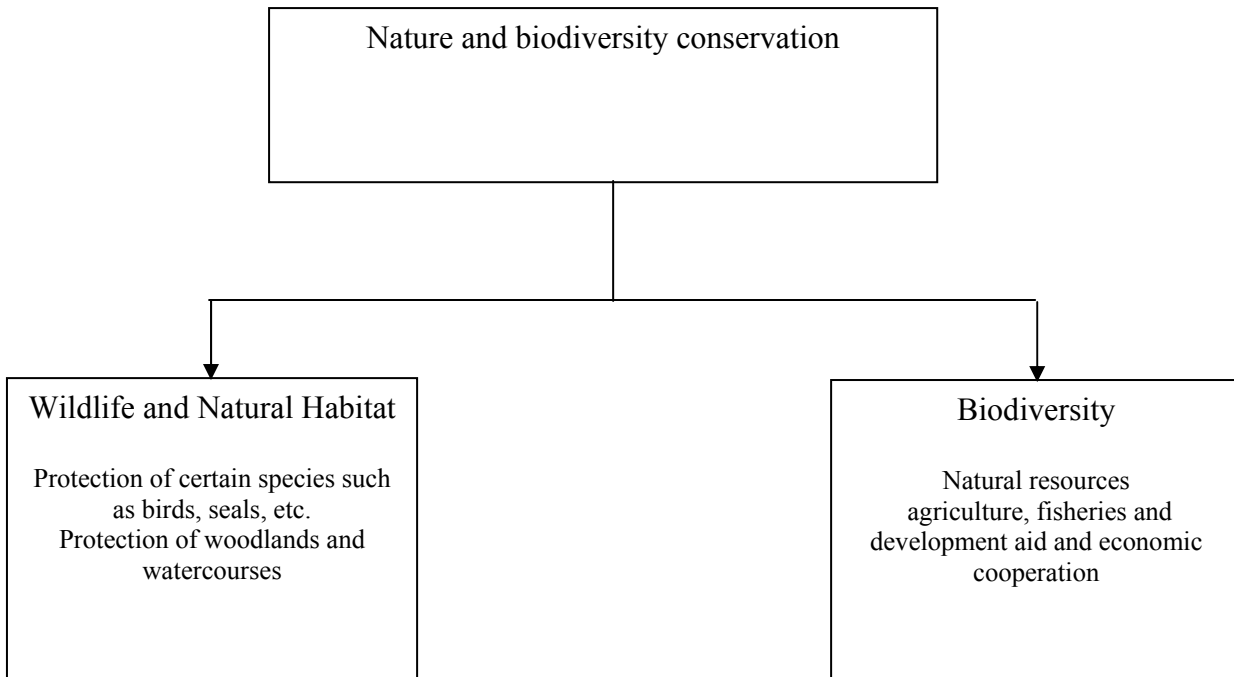 Nature and biodiversity conservation
Wildlife and Natural Habitat
Protection of certain species such
as birds, seals, etc.
Protection of woodlands and
watercourses
Biodiversity
Natural resources
agriculture, fisheries and
development aid and economic
cooperation